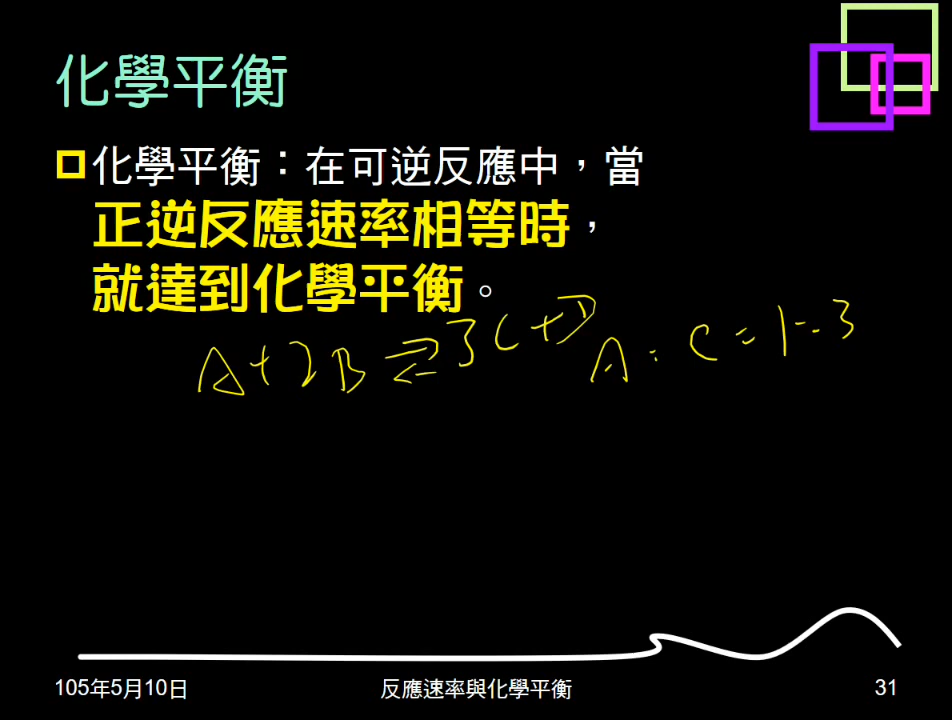 化學平衡
化學平衡：在可逆反應中，當
正逆反應速率相等時，
就達到化學平衡。
A+2B⇄3C+D
A:C=1:3
105年5月10日
反應速率與化學平衡
31